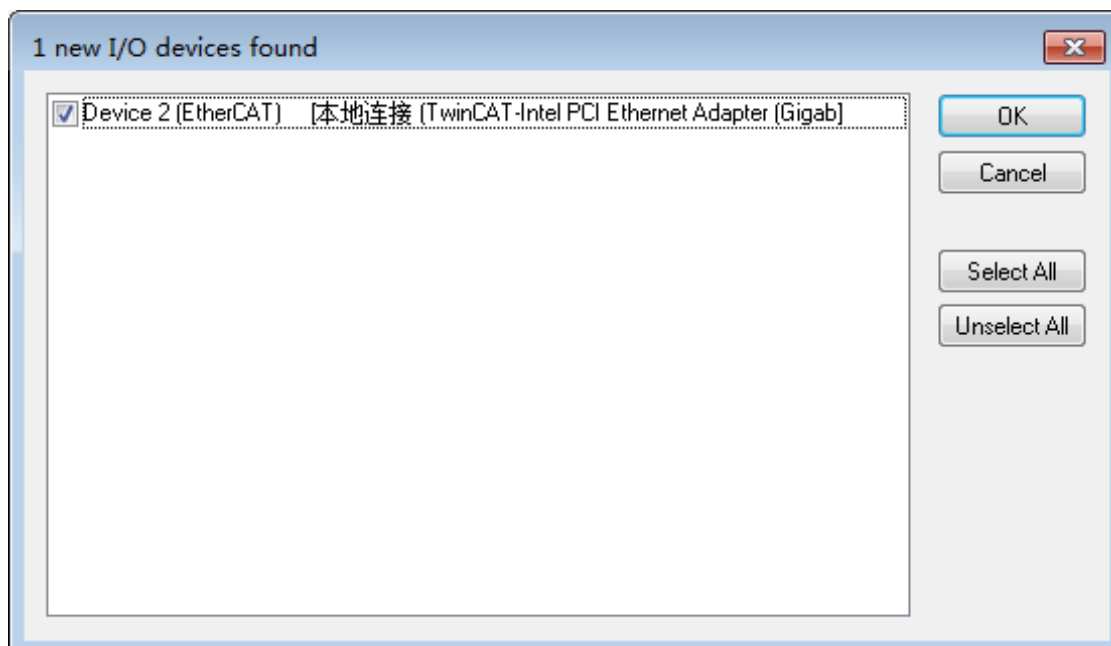 1 new I/O devices found
Device 2 (EtherCAT) [本地连接 (TwinCAT-Intel PCI Ethernet Adapter (Gigab]
OK
Cancel
Select All
Unselect All